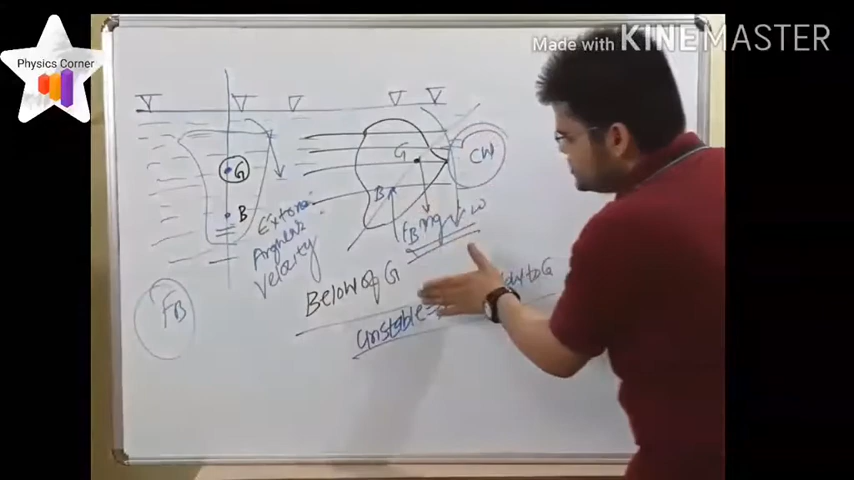 Physics Corner
Made with KINEMASTER
G
B
G
CW
B
FB
mg
W
External
Angular
Velocity
FB
Below of G
unstable